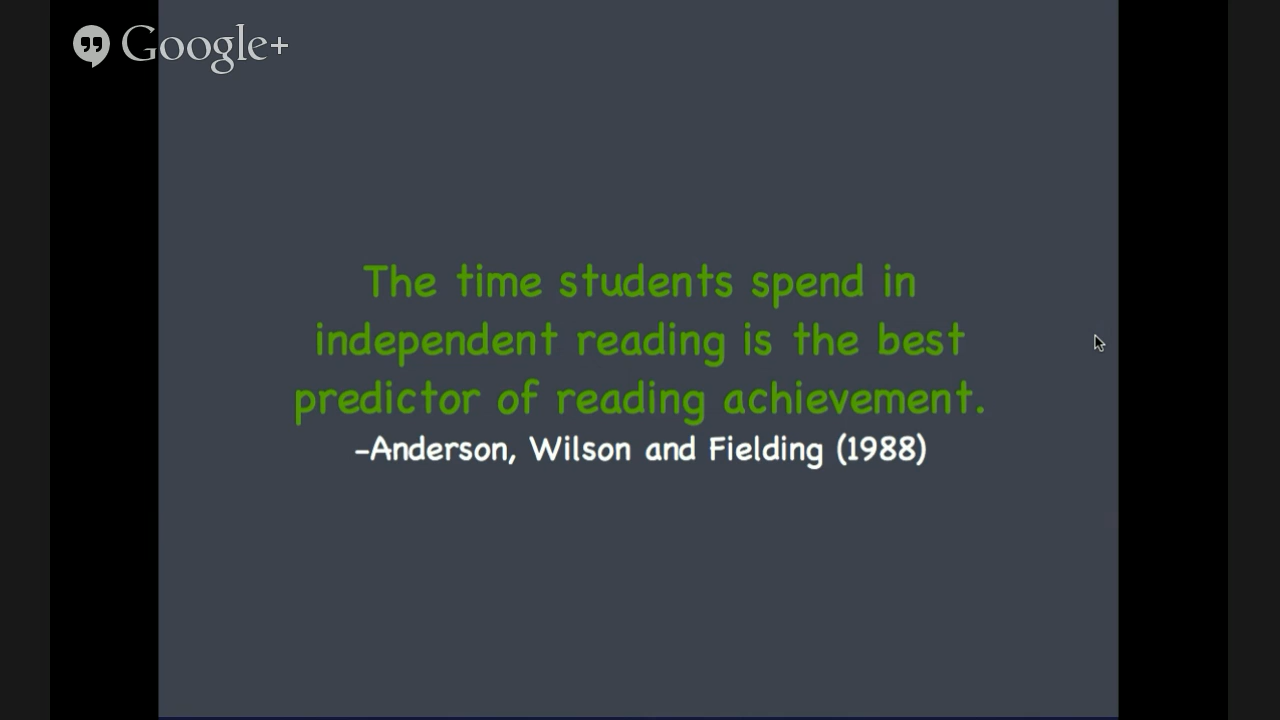 Google+
The time students spend in
independent reading is the best
predictor of reading achievement.
-Anderson, Wilson and Fielding (1988)